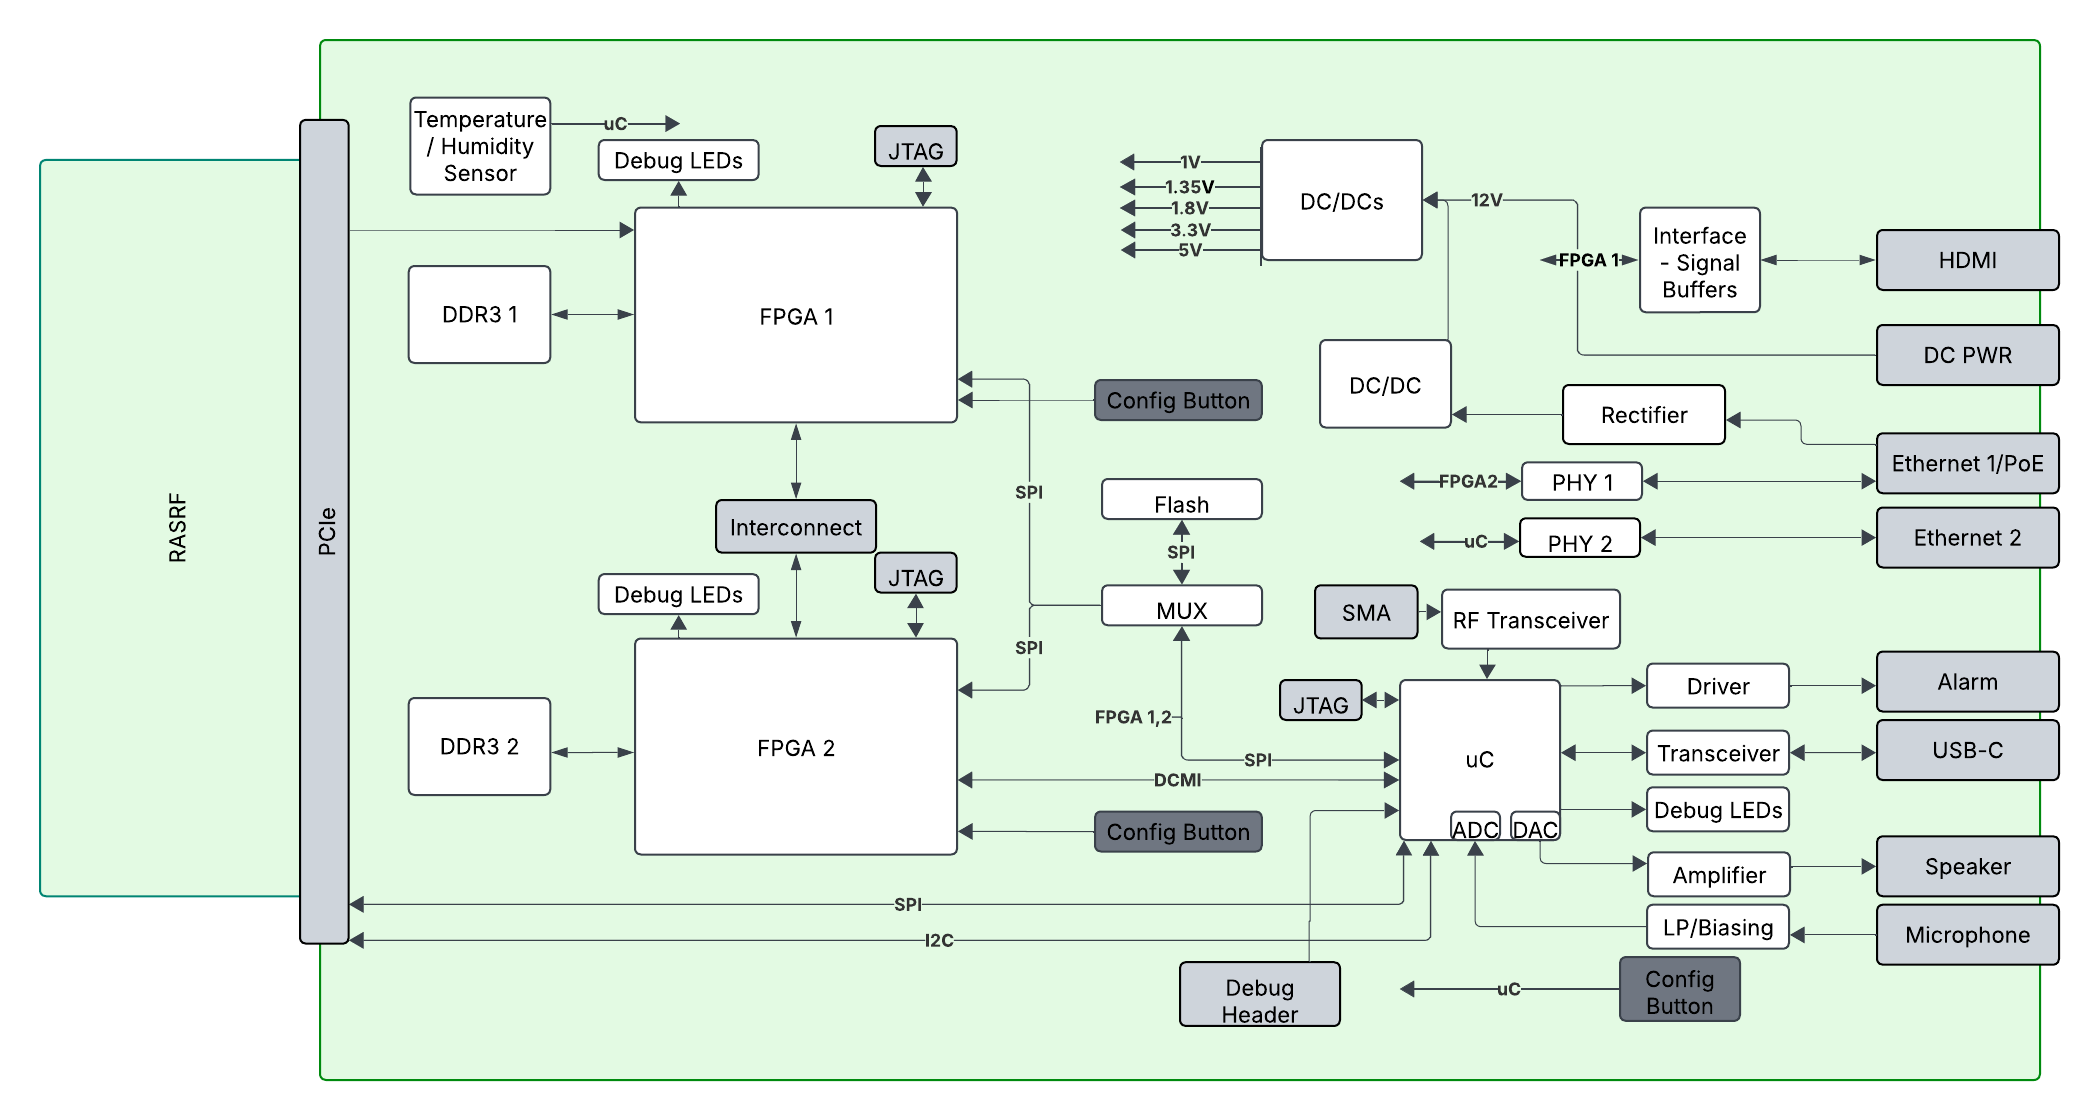 Temperature
/ Humidity
Sensor
uC
Debug LEDs
JTAG
1V
1.35V
1.8V
3.3V
5V
DC/DCs
12V
Interface
- Signal
Buffers
FPGA 1
HDMI
DDR3 1
FPGA 1
DC PWR
DC/DC
Config Button
Rectifier
Ethernet 1/PoE
FPGA2
PHY 1
SPI
Flash
RASRF
PCIe
Interconnect
SPI
uC
PHY 2
Ethernet 2
JTAG
Debug LEDs
MUX
SMA
RF Transceiver
SPI
Driver
Alarm
JTAG
FPGA 1,2
DDR3 2
FPGA 2
SPI
uC
Transceiver
USB-C
DCMI
Debug LEDs
Config Button
ADC
DAC
Amplifier
Speaker
SPI
LP/Biasing
Microphone
I2C
Debug
Header
uC
Config
Button